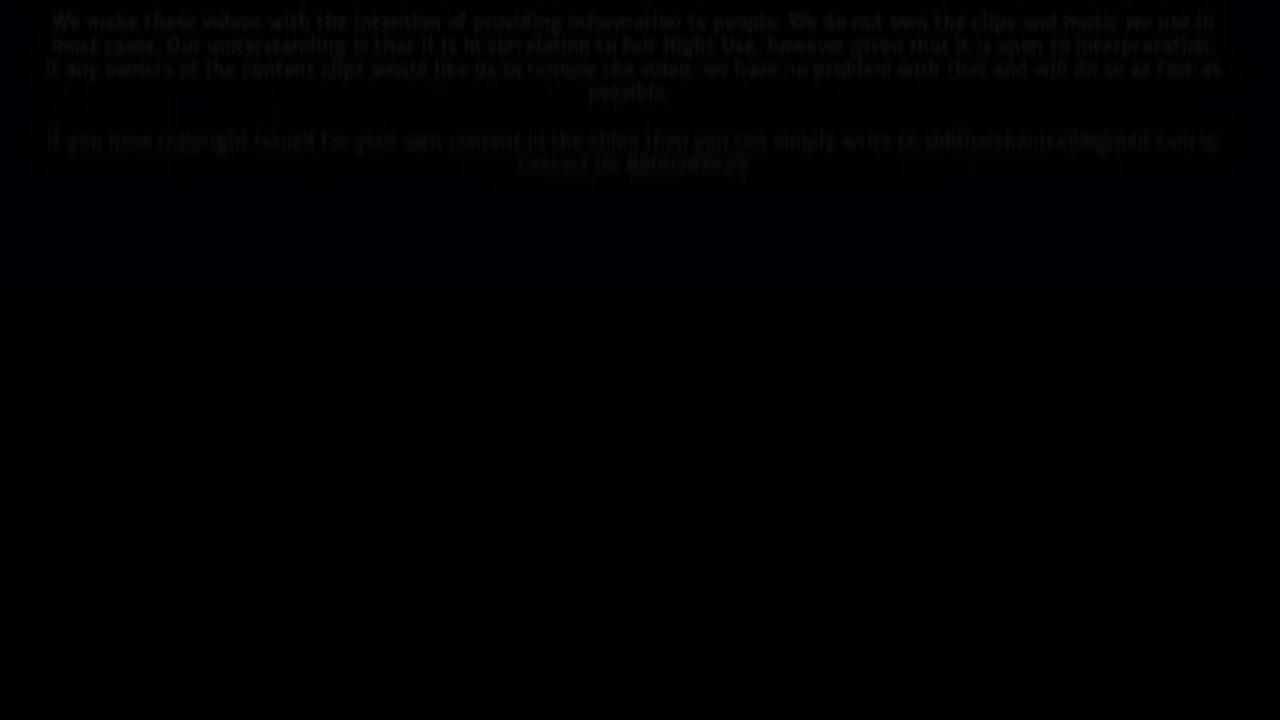 We make these videos with the intention of providing information to people. We do not own the clips and music we use in
most cases. Our understanding is that it is in correlation to Fair Right Use, however given that it is open to interpretation,
if any owners of the content clips would like us to remove the video, we have no problem with that and will do so as fast as
possible.
If you have copyright issues for your own content in the video then you can simply write to
contact